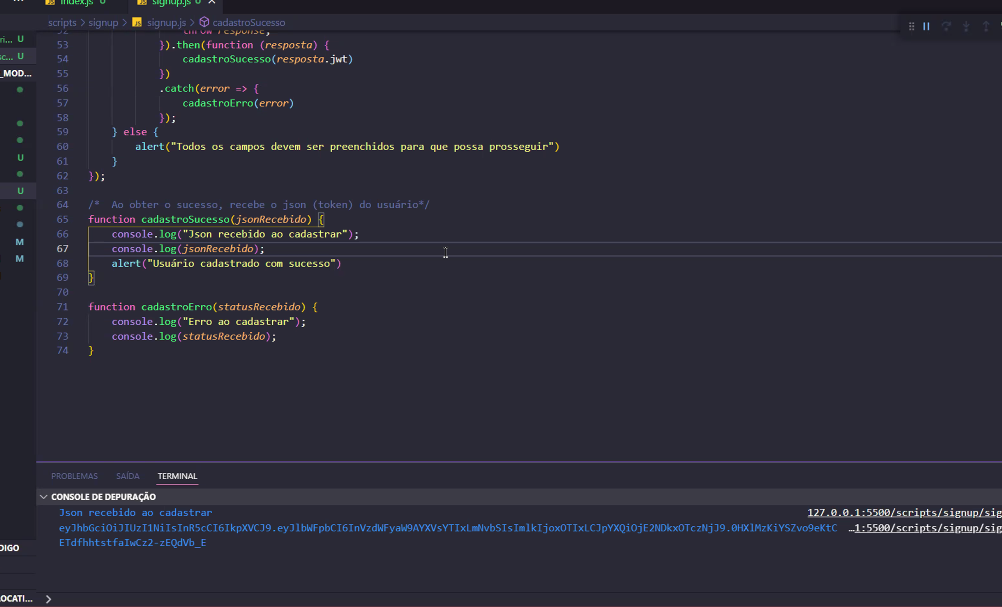 index.js U
signup.js U
scripts > signup > signup.js > cadastroSucesso
ri... U
sc... U
_MOD...
U
U
M
M
DIGO
LOCATI...
52 throw response;
53 }).then(function (resposta) {
54 cadastroSucesso(resposta.jwt)
55 })
56 .catch(error => {
57 cadastroErro(error)
58 });
59 } else {
60 alert("Todos os campos devem ser preenchidos para que possa prosseguir")
61 }
62 });
63
64 /* Ao obter o sucesso, recebe o json (token) do usuário*/
65 function cadastroSucesso(jsonRecebido) {
66 console.log("Json recebido ao cadastrar");
67 console.log(jsonRecebido);
68 alert("Usuário cadastrado com sucesso")
69 }
70
71 function cadastroErro(statusRecebido) {
72 console.log("Erro ao cadastrar");
73 console.log(statusRecebido);
74 }
PROBLEMAS SAÍDA TERMINAL
CONSOLE DE DEPURAÇÃO
Json recebido ao cadastrar 127.0.0.1:5500/scripts/signup/sig
…1:5500/scripts/signup/sig